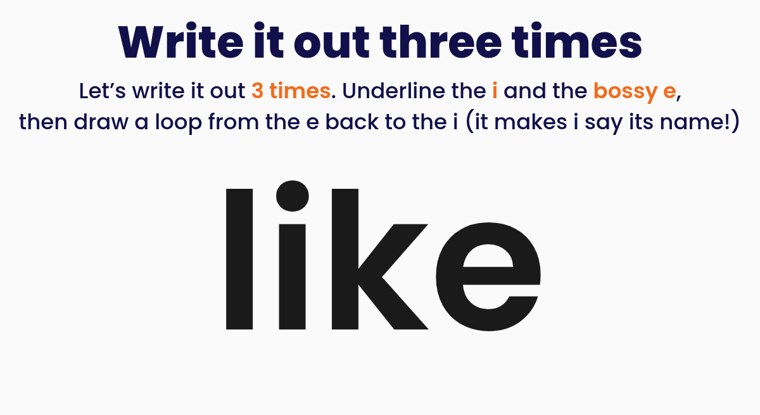 Write it out three times
Let’s write it out 3 times. Underline the i and the bossy e,
then draw a loop from the e back to the i (it makes i say its name!)
like